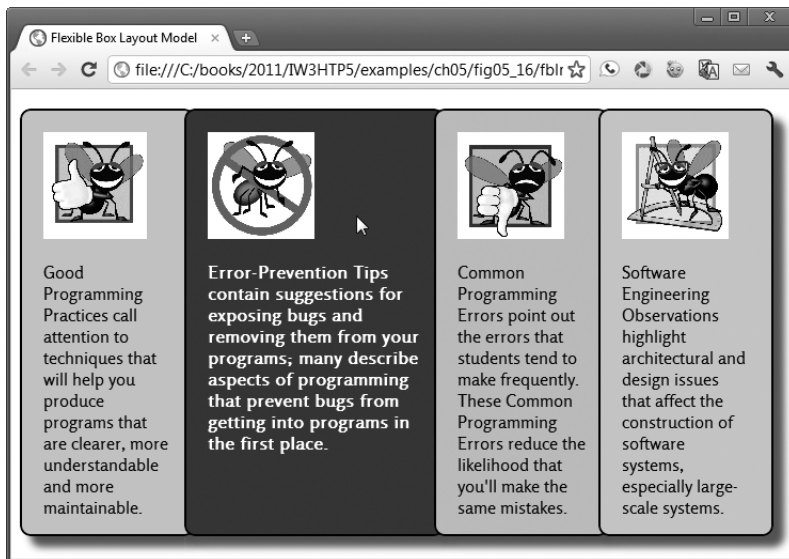 Flexible Box Layout Model
file:///C:/books/2011/IW3HTP5/examples/ch05/fig05_16/fblr
Good
Programming
Practices call
attention to
techniques that
will help you
produce
programs that
are clearer, more
understandable
and more
maintainable.
Error-Prevention Tips
contain suggestions for
exposing bugs and
removing them from your
programs; many describe
aspects of programming
that prevent bugs from
getting into programs in
the first place.
Common
Programming
Errors point out
the errors that
students tend to
make frequently.
These Common
Programming
Errors reduce the
likelihood that
you'll make the
same mistakes.
Software
Engineering
Observations
highlight
architectural and
design issues
that affect the
construction of
software
systems,
especially large-
scale systems.